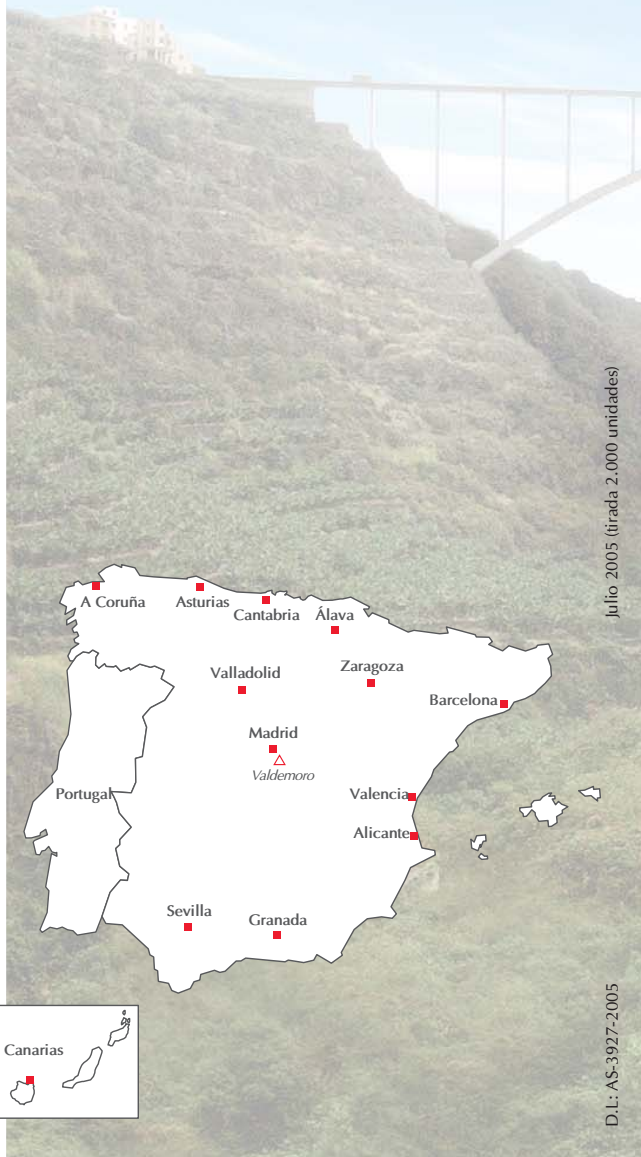 Julio 2005 (tirada 2.000 unidades)
A Coruña
Asturias
Cantabria
Álava
Valladolid
Zaragoza
Barcelona
Madrid
Valdemoro
Portugal
Valencia
Alicante
Sevilla
Granada
Canarias
D.L: AS-3927-2005